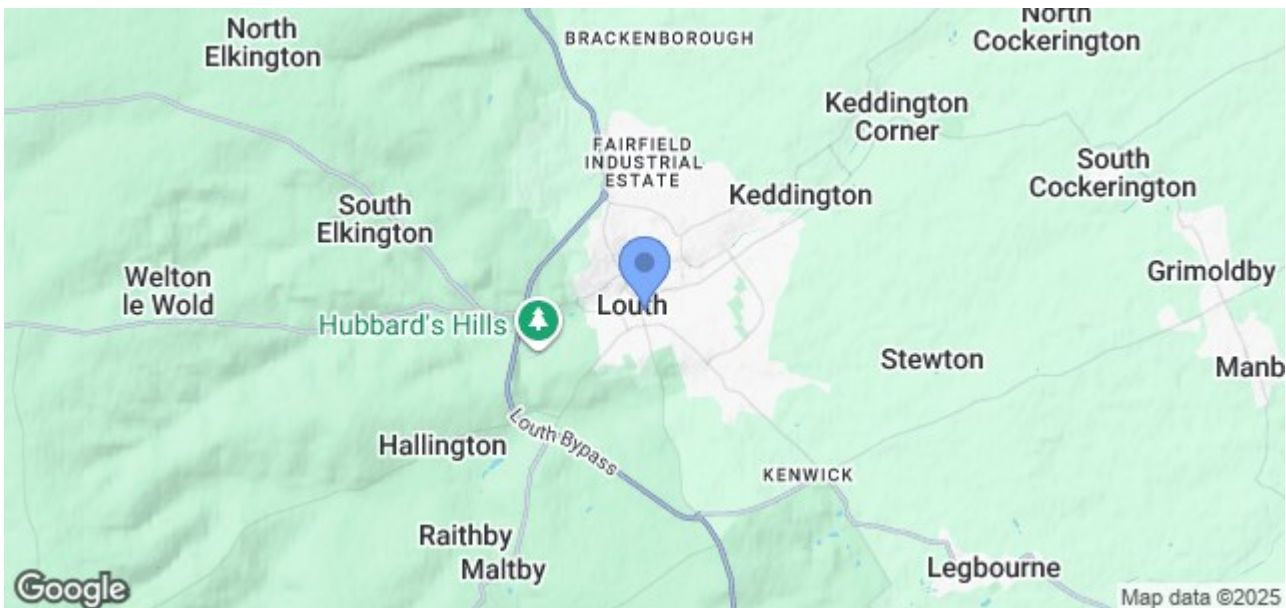 North
Elkington
BRACKENBOROUGH
North
Cockerington
Keddington
Corner
FAIRFIELD
INDUSTRIAL
ESTATE
South
Cockerington
Keddington
South
Elkington
Welton
le Wold
Grimoldby
Louth
Hubbard's Hills
Stewton
Manb
Louth Bypass
Hallington
KENWICK
Raithby
Maltby
Legbourne
Google
Map data ©2025